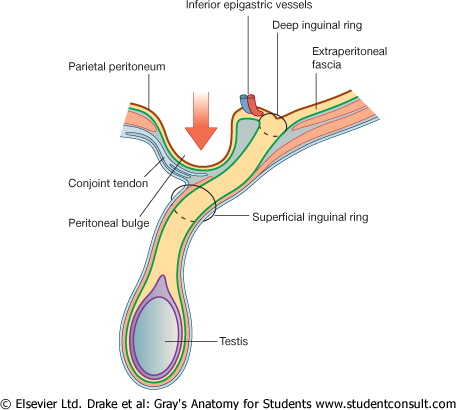 Inferior epigastric vessels
Deep inguinal ring
Extraperitoneal
fascia
Parietal peritoneum
Conjoint tendon
Peritoneal bulge
Superficial inguinal ring
Testis
© Elsevier Ltd. Drake et al: Gray's Anatomy for Students www.studentconsult.com